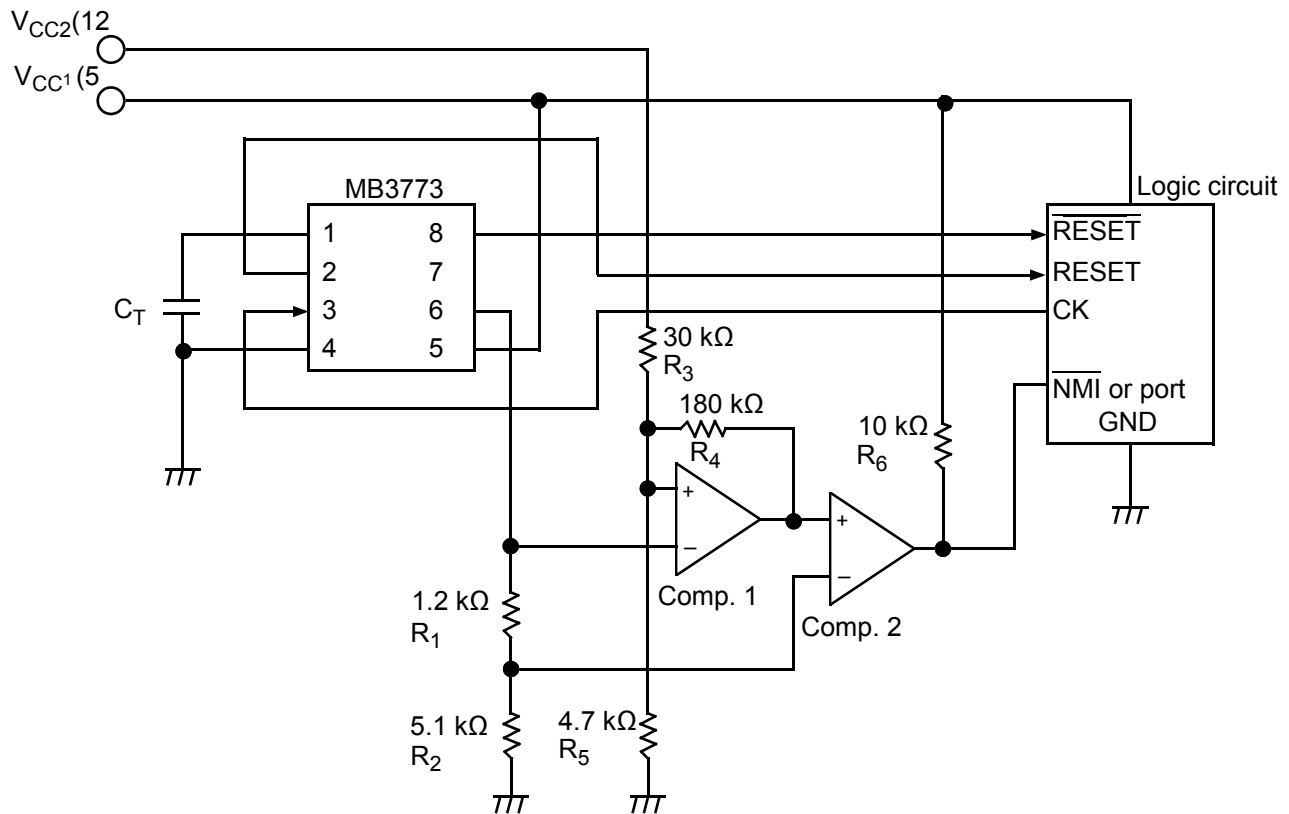 VCC2(12
VCC1 (5
MB3773
Logic circuit
1 8
2 7
3 6
4 5
RESET
RESET
CK
NMI or port
GND
CT
30 kΩ
R3
180 kΩ
R4
10 kΩ
R6
+
−
Comp. 1
+
−
Comp. 2
1.2 kΩ
R1
5.1 kΩ
R2
4.7 kΩ
R5